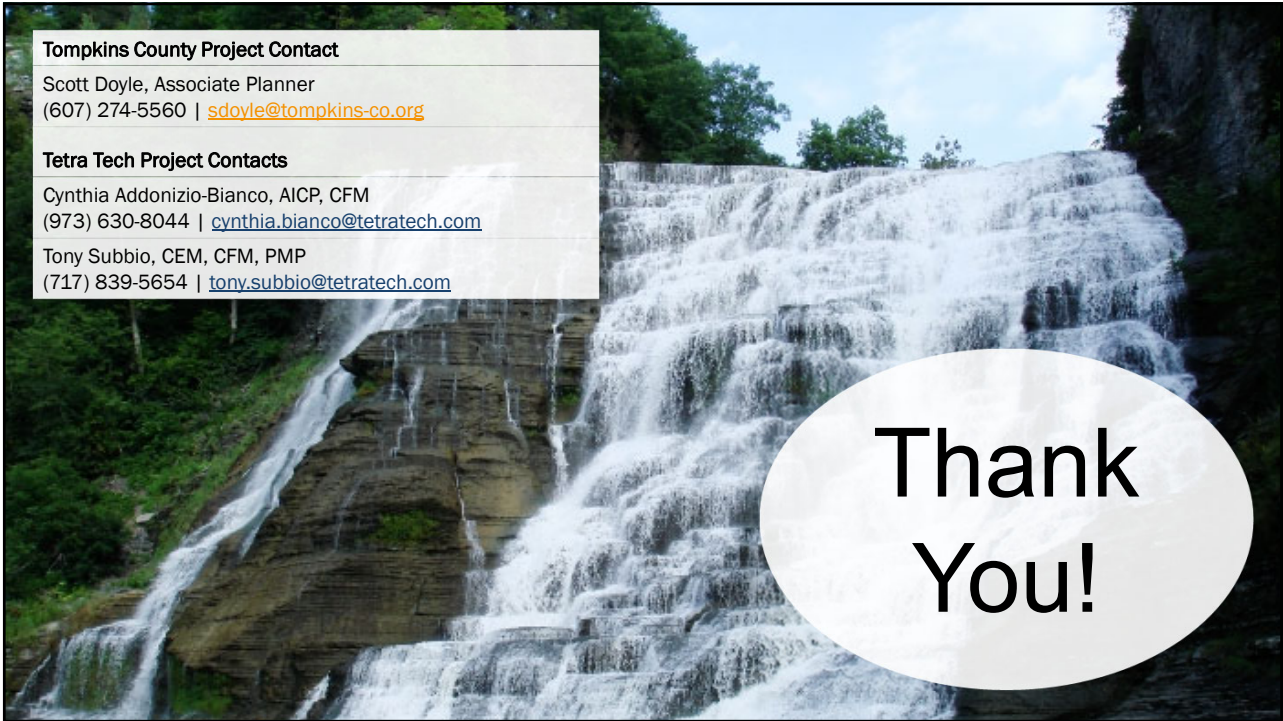 Tompkins County Project Contact
Scott Doyle, Associate Planner
(607) 274-5560 | sdoyle@tompkins-co.org
Tetra Tech Project Contacts
Cynthia Addonizio-Bianco, AICP, CFM
(973) 630-8044 | cynthia.bianco@tetratech.com
Tony Subbio, CEM, CFM, PMP
(717) 839-5654 | tony.subbio@tetratech.com
Thank
You!